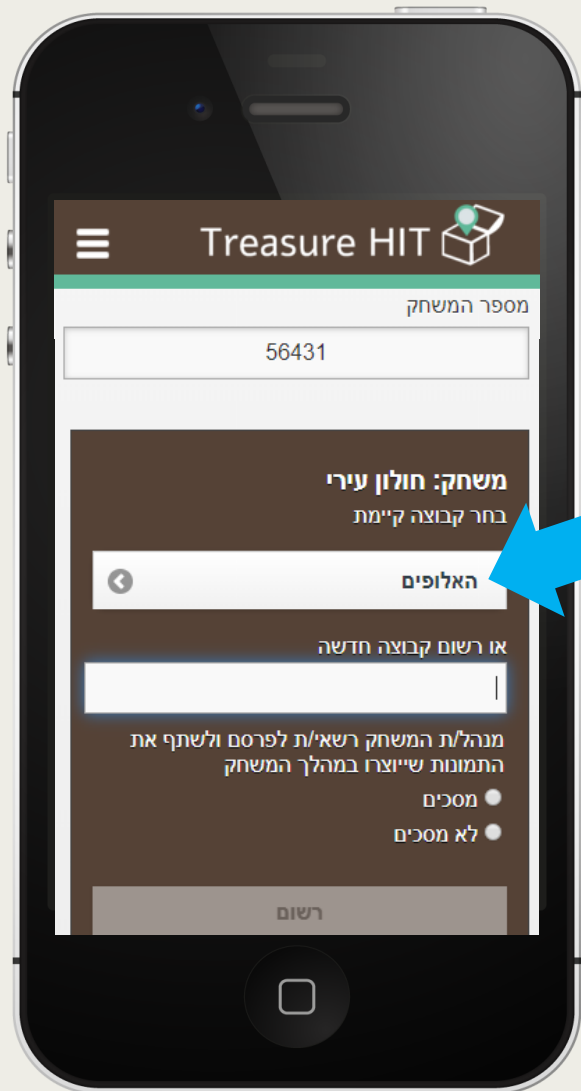 Treasure HIT
מספר המשחק
56431
משחק: חולון עירי
בחר קבוצה קיימת
האלופים
או רשום קבוצה חדשה
מנהל/ת המשחק רשאי/ת לפרסם ולשתף את
התמונות שייוצרו במהלך המשחק
מסכים
לא מסכים
רשום